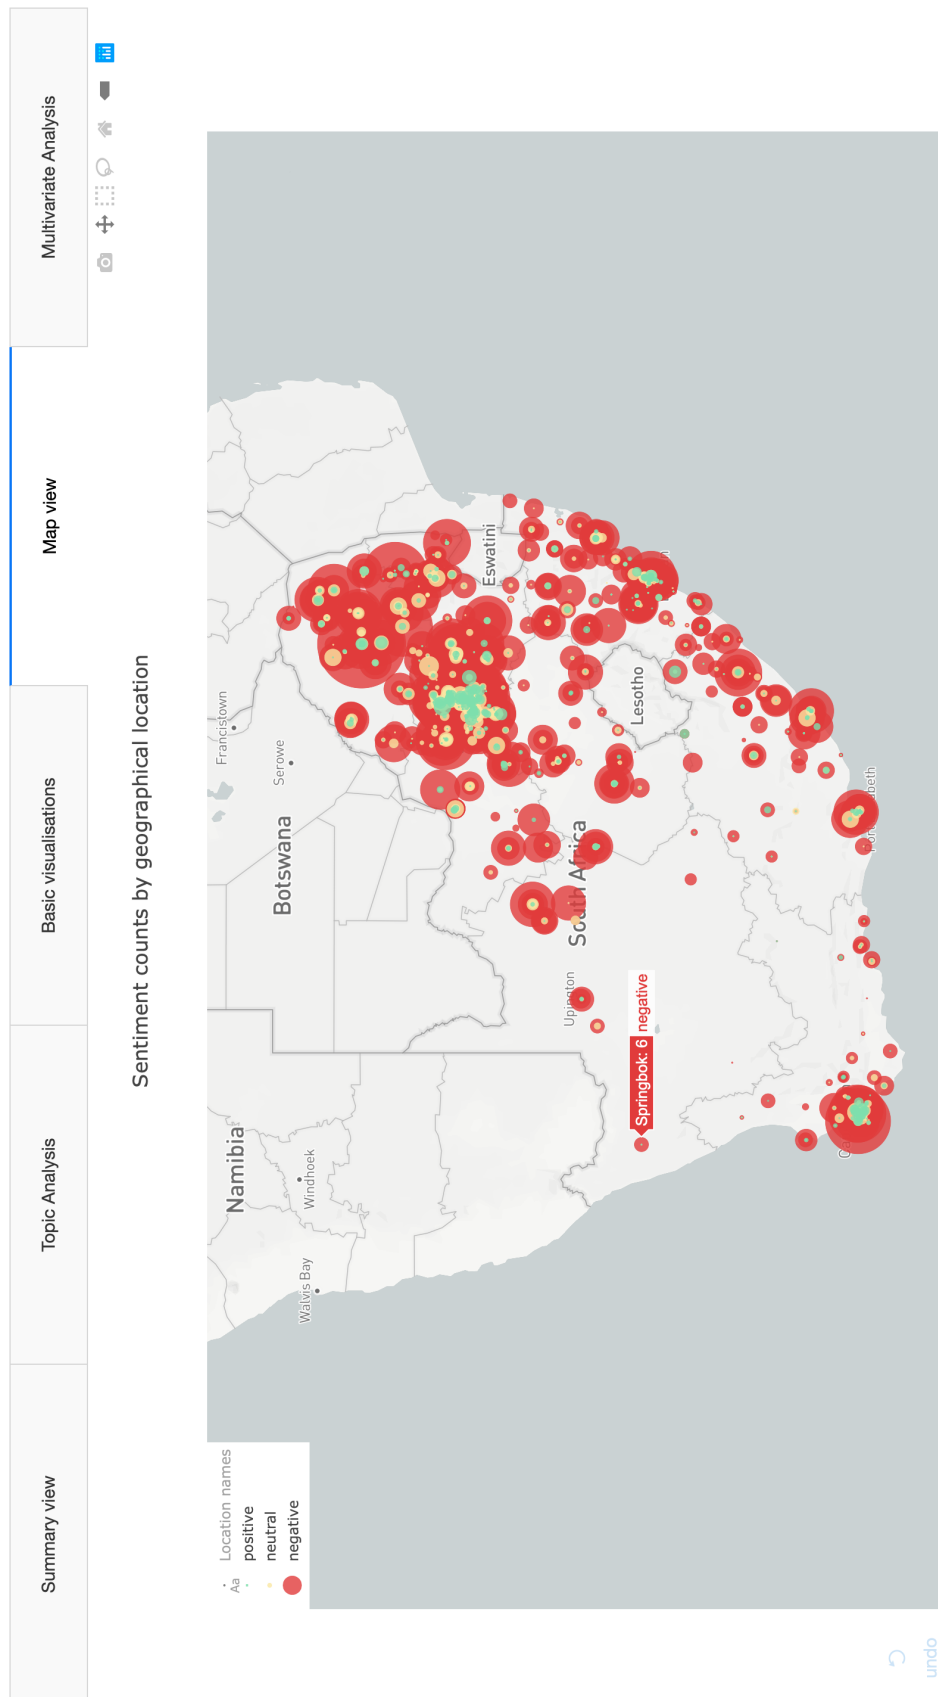 Summary view
Topic Analysis
Basic visualisations
Map view
Multivariate Analysis
Sentiment counts by geographical location
Aa Location names
positive
neutral
negative
Francistown
Serowe
Botswana
Namibia
Windhoek
Walvis Bay
Eswatini
Lesotho
South Africa
Upington
Springbok: 6 negative
undo